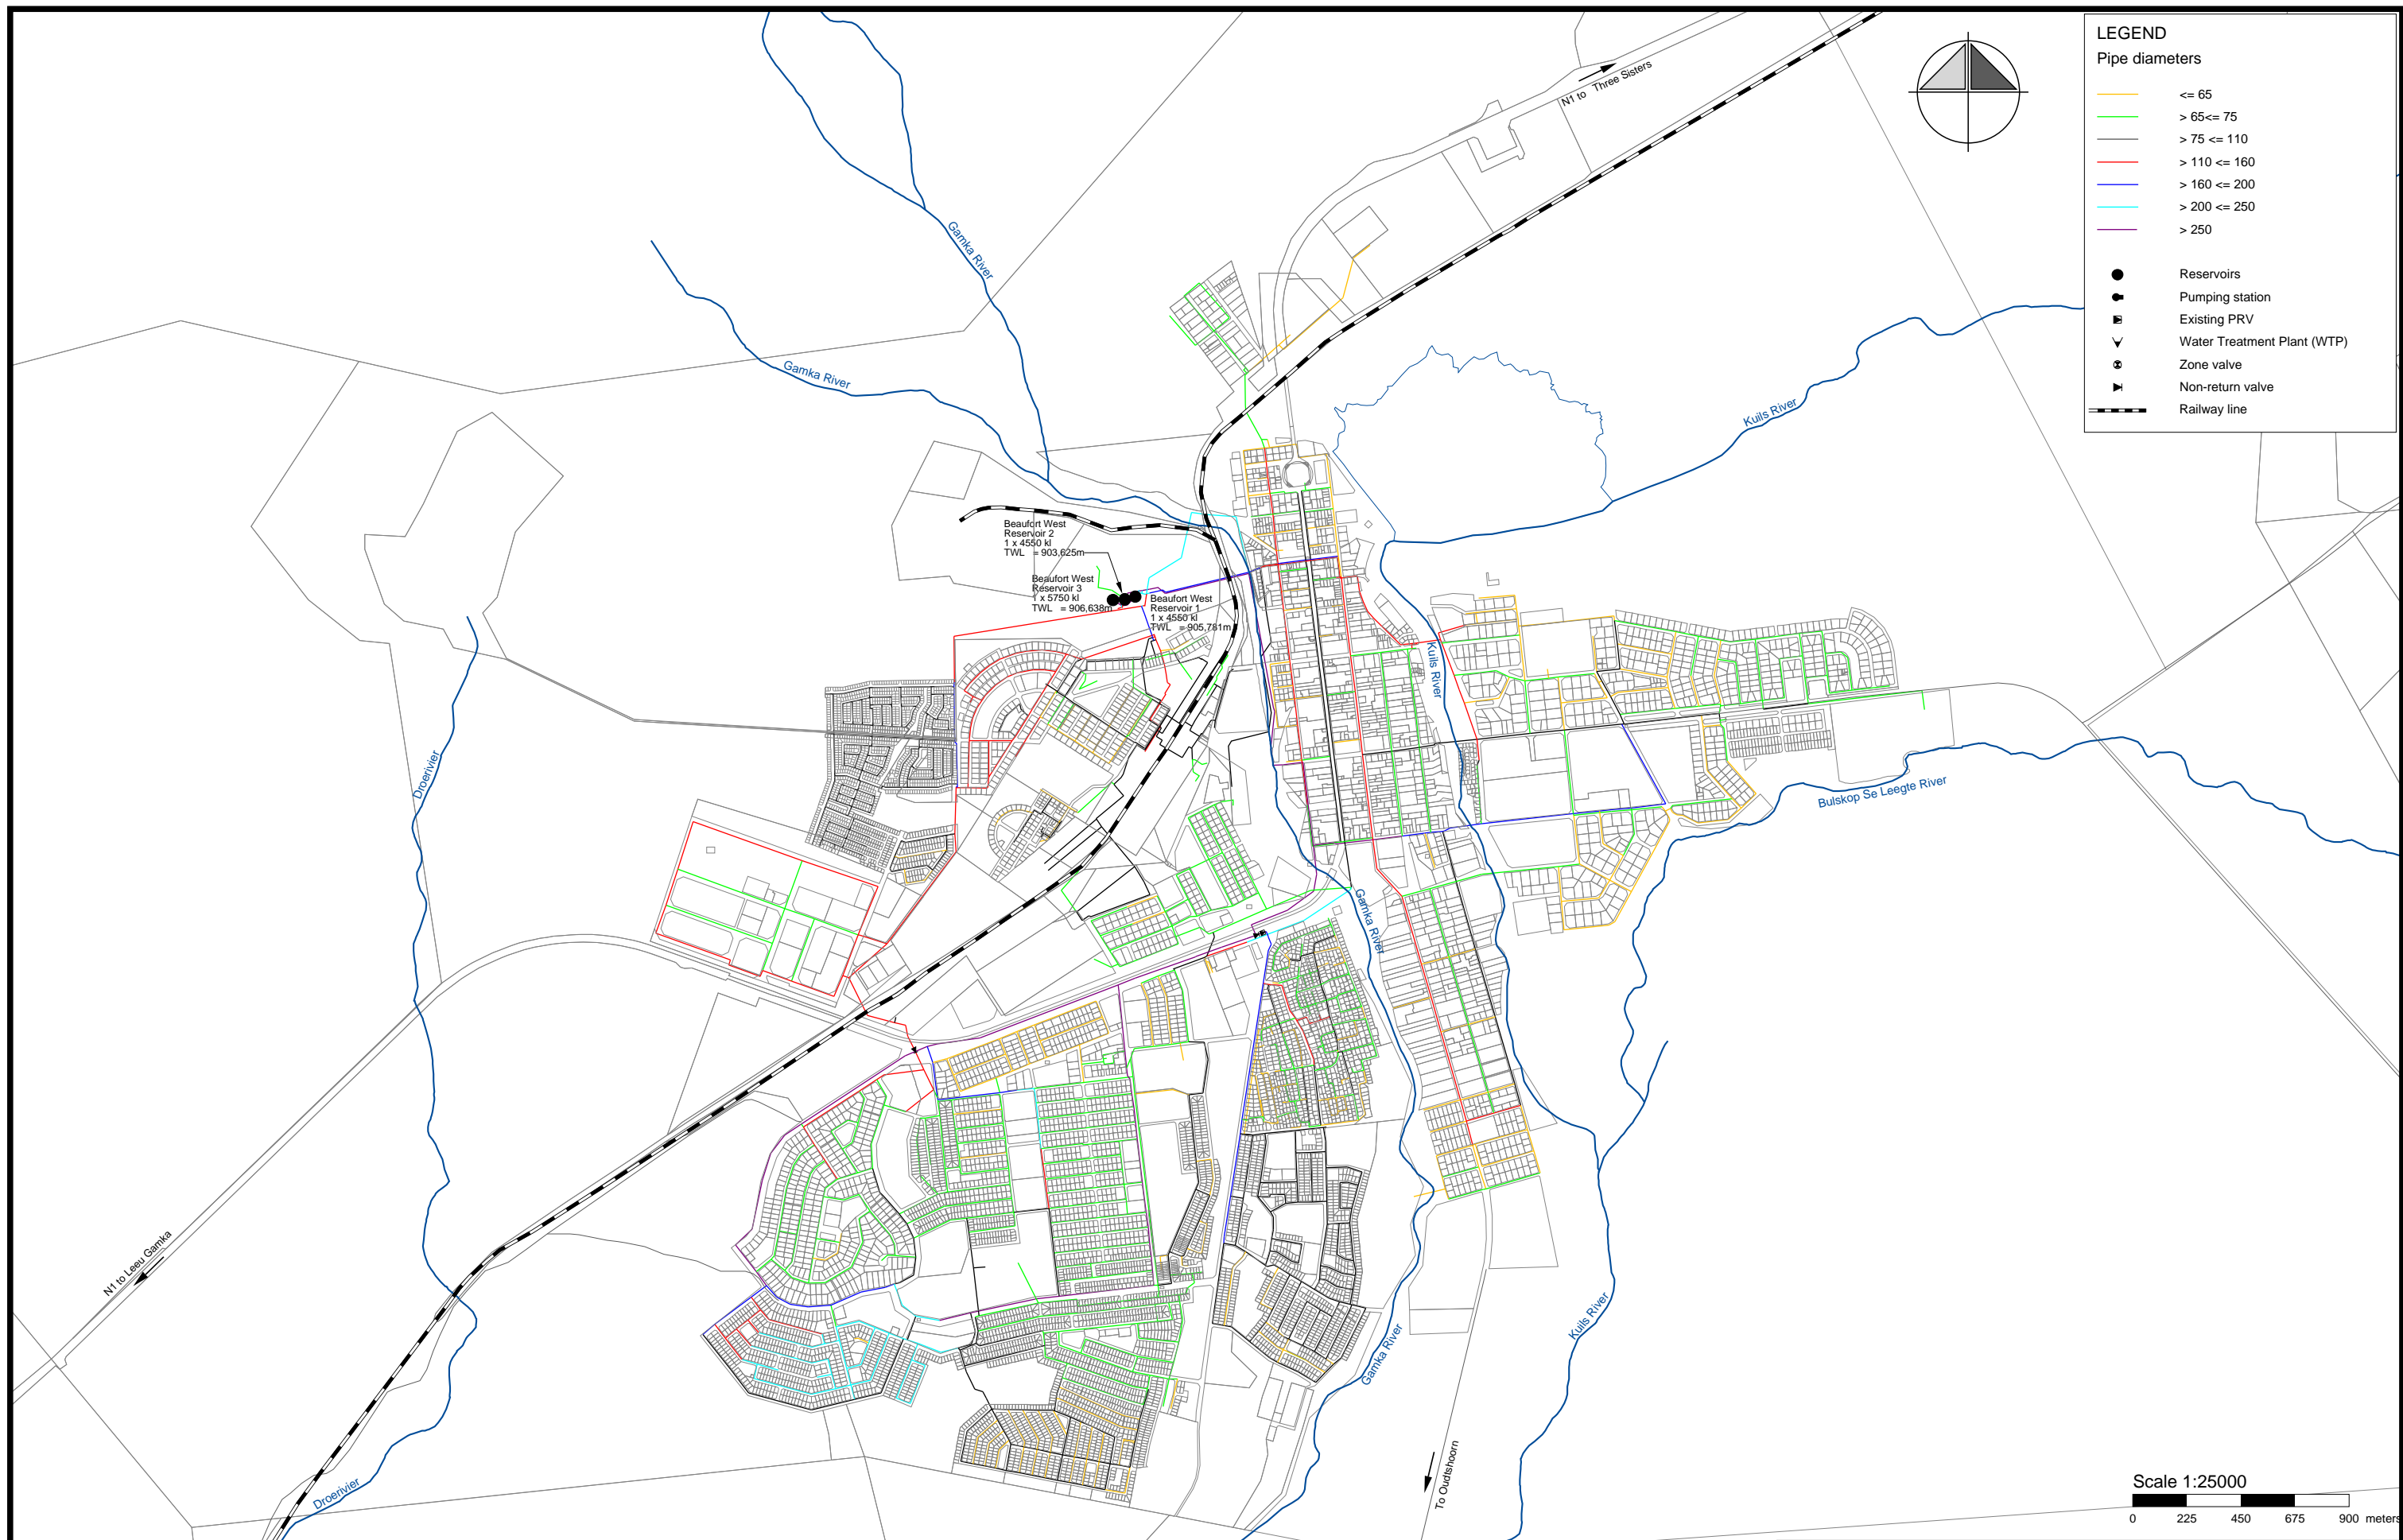 LEGEND
Pipe diameters
<= 65
> 65<= 75
> 75 <= 110
> 110 <= 160
> 160 <= 200
> 200 <= 250
> 250
Reservoirs
Pumping station
Existing PRV
Water Treatment Plant (WTP)
Zone valve
Non-return valve
Railway line
N1 to Three Sisters
Gamka River
Gamka River
Kuils River
Beaufort West
Reservoir 2
1 x 4550 kl
TWL = 903,625m
Beaufort West
Reservoir 3
1 x 5750 kl
TWL = 906,638m
Beaufort West
Reservoir 1
1 x 4550 kl
TWL = 905,781m
Kuils River
Droerivier
Bulskop Se Leegte River
Gamka River
N1 to Leeu Gamka
Kuils River
Gamka River
To Oudtshoorn
Droerivier
Scale 1:25000
0 225 450 675 900 meters